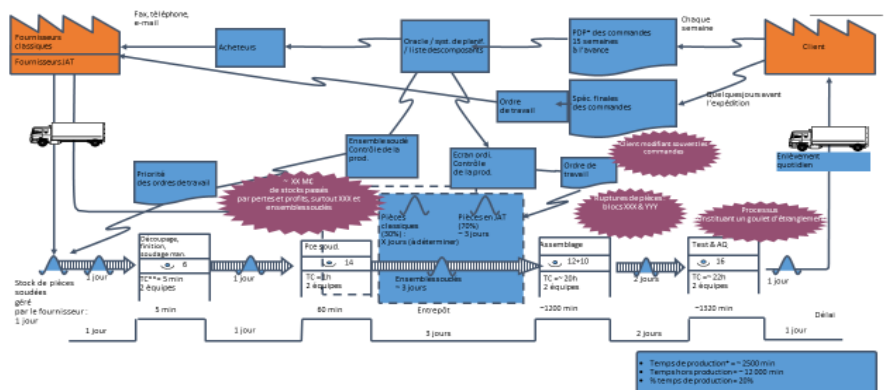 Fax, téléphone,
e-mail
Chaque
semaine
Fournisseurs
classiques
Fournisseurs JAT
Acheteurs
Oracle / syst. de planif.
/ liste des composants
PDP* des commandes
15 semaines
à l'avance
Client
Spéc. finales
des commandes
Ordre
de travail
Quelques jours avant
l'expédition
Ensemble soudé
Contrôle de la
prod.
Ecran ordi.
Contrôle
de la prod.
Ordre de
travail
Client modifiant souvent les
commandes
Enlèvement
quotidien
Priorité
des ordres de travail
~ XX ME
de stocks passés
par pertes et profits, surtout XXX et
ensembles soudés
Ruptures de pièces
blocs XXX & YYY
Processus
constituant un goulet d'étranglement
Pièces
classiques
(30%) :
X jours (à déterminer)
Pièces en JAT
(70%)
~ 3 jours
Découpage,
finition,
soudage man.
6
TC**= 5 min
2 équipes
Pce soud.
14
TC = 1h
2 équipes
Ensembles soudés
~ 3 jours
Assemblage
12+10
TC = ~ 20h
2 équipes
Test & AQ
16
TC = ~ 22h
2 équipes
1 jour
1 jour
2 jours
1 jour
Stock de pièces
soudées
géré
par le fournisseur :
1 jour
5 min
60 min
Entrepôt
~1200 min
~1320 min
Délai
1 jour
1 jour
3 jours
2 jours
1 jour
• Temps de production* = ~ 2500 min
• Temps hors production = ~ 12 000 min
• % temps de production = 20%